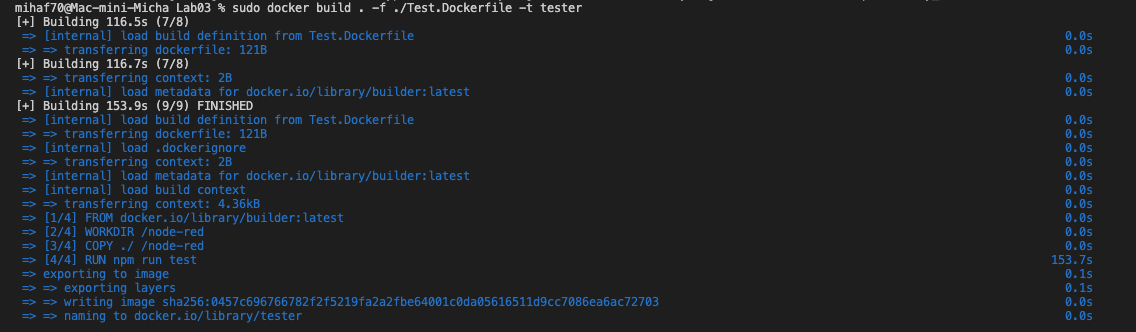 mihaf70@Mac-mini-Micha Lab03 % sudo docker build . -f ./Test.Dockerfile -t tester
[+] Building 116.5s (7/8)
=> [internal] load build definition from Test.Dockerfile 0.0s
=> => transferring dockerfile: 121B 0.0s
[+] Building 116.7s (7/8)
=> => transferring context: 2B 0.0s
=> [internal] load metadata for docker.io/library/builder:latest 0.0s
[+] Building 153.9s (9/9) FINISHED
=> [internal] load build definition from Test.Dockerfile 0.0s
=> => transferring dockerfile: 121B 0.0s
=> [internal] load .dockerignore 0.0s
=> => transferring context: 2B 0.0s
=> [internal] load metadata for docker.io/library/builder:latest 0.0s
=> [internal] load build context 0.0s
=> => transferring context: 4.36kB 0.0s
=> [1/4] FROM docker.io/library/builder:latest 0.0s
=> [2/4] WORKDIR /node-red 0.0s
=> [3/4] COPY ./ /node-red 0.0s
=> [4/4] RUN npm run test 153.7s
=> exporting to image 0.1s
=> => exporting layers 0.1s
=> => writing image sha256:0457c696766782f2f5219fa2a2fbe64001c0da05616511d9cc7086ea6ac72703 0.0s
=> => naming to docker.io/library/tester 0.0s